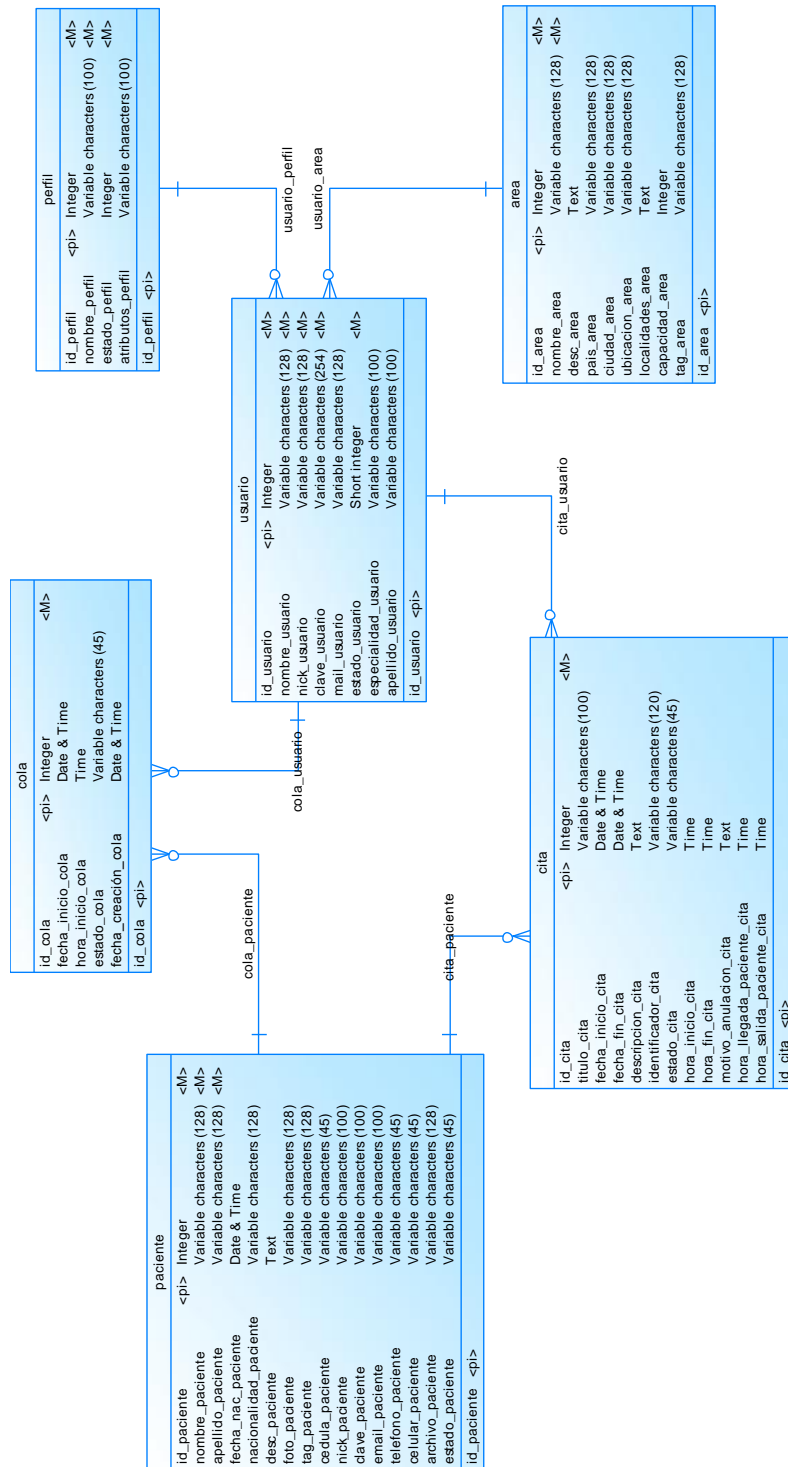 perfil
id_perfil <pi> Integer <M>
nombre_perfil Variable characters (100) <M>
estado_perfil Integer <M>
atributos_perfil Variable characters (100)
id_perfil <pi>
cola
id_cola <pi> Integer <M>
fecha_inicio_cola Date & Time
hora_inicio_cola Time
estado_cola Variable characters (45)
fecha_creación_cola Date & Time
id_cola <pi>
usuario_perfil
usuario_area
usuario
id_usuario <pi> Integer <M>
nombre_usuario Variable characters (128) <M>
nick_usuario Variable characters (128) <M>
clave_usuario Variable characters (254) <M>
mail_usuario Variable characters (128)
estado_usuario Short integer <M>
especialidad_usuario Variable characters (100)
apellido_usuario Variable characters (100)
id_usuario <pi>
area
id_area <pi> Integer <M>
nombre_area Variable characters (128) <M>
desc_area Text
pais_area Variable characters (128)
ciudad_area Variable characters (128)
ubicacion_area Variable characters (128)
localidades_area Text
capacidad_area Integer
tag_area Variable characters (128)
id_area <pi>
cola_usuario
cola_paciente
cita_usuario
cita_paciente
paciente
id_paciente <pi> Integer <M>
nombre_paciente Variable characters (128) <M>
apellido_paciente Variable characters (128) <M>
fecha_nac_paciente Date & Time
nacionalidad_paciente Variable characters (128)
desc_paciente Text
foto_paciente Variable characters (128)
tag_paciente Variable characters (128)
cedula_paciente Variable characters (45)
nick_paciente Variable characters (100)
clave_paciente Variable characters (100)
email_paciente Variable characters (100)
telefono_paciente Variable characters (45)
celular_paciente Variable characters (45)
archivo_paciente Variable characters (128)
estado_paciente Variable characters (45)
id_paciente <pi>
cita
id_cita <pi> Integer <M>
titulo_cita Variable characters (100)
fecha_inicio_cita Date & Time
fecha_fin_cita Date & Time
descripcion_cita Text
identificador_cita Variable characters (120)
estado_cita Variable characters (45)
hora_inicio_cita Time
hora_fin_cita Time
motivo_anulacion_cita Text
hora_llegada_paciente_cita Time
hora_salida_paciente_cita Time
id_cita <pi>